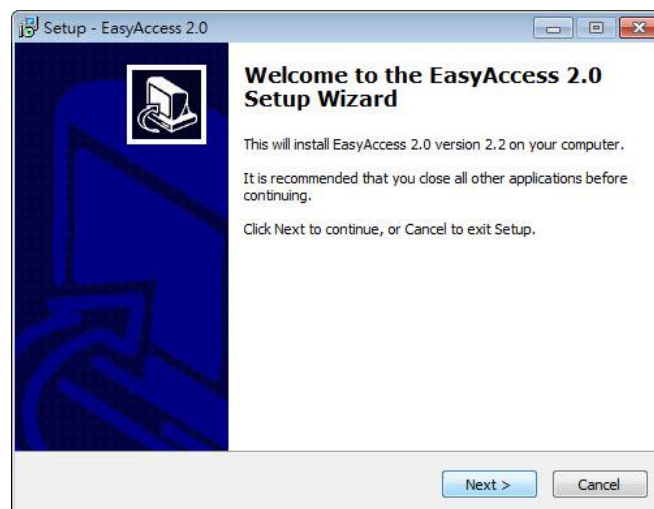 Setup - EasyAccess 2.0
Welcome to the EasyAccess 2.0
Setup Wizard
This will install EasyAccess 2.0 version 2.2 on your computer.
It is recommended that you close all other applications before
continuing.
Click Next to continue, or Cancel to exit Setup.
Next >
Cancel